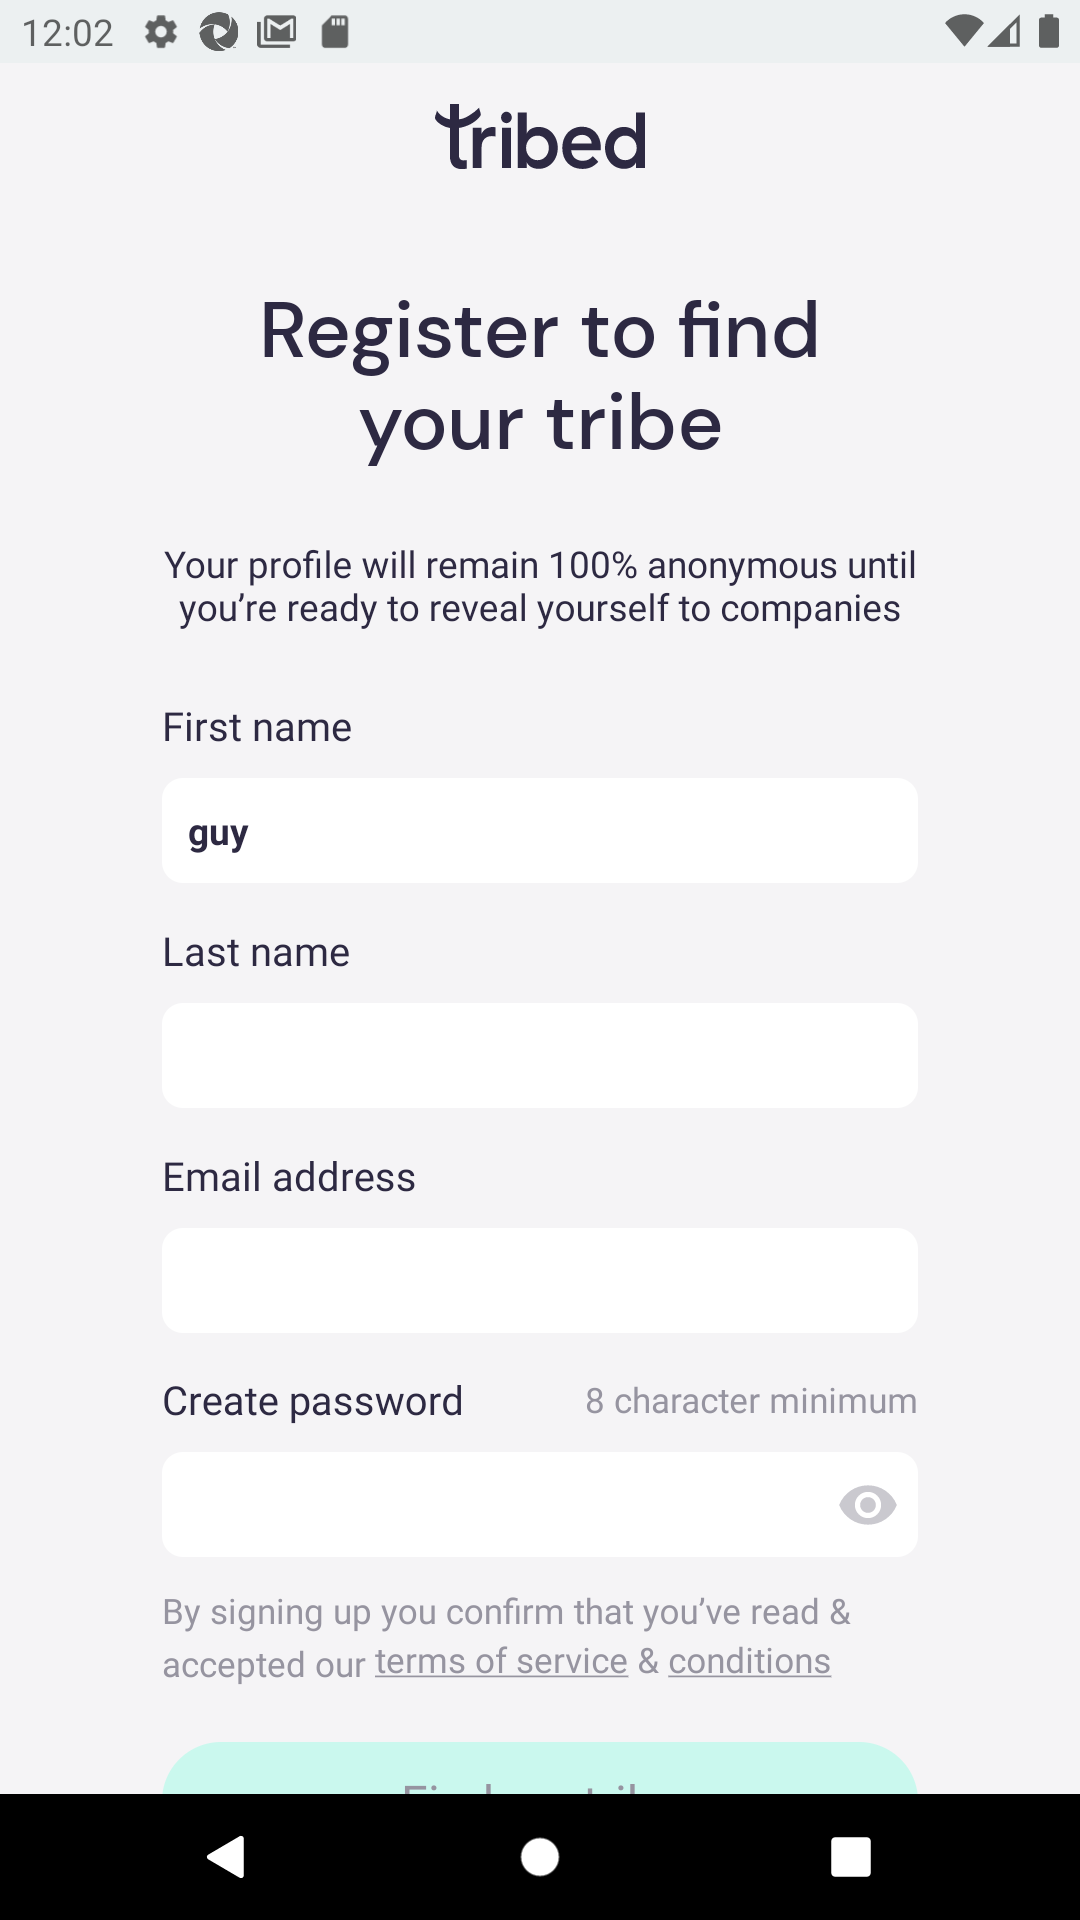 12:02
tribed
Register to find
your tribe
Your profile will remain 100% anonymous until
you’re ready to reveal yourself to companies
First name
guy
Last name
Email address
Create password
8 character minimum
By signing up you confirm that you’ve read &
accepted our terms of service & conditions